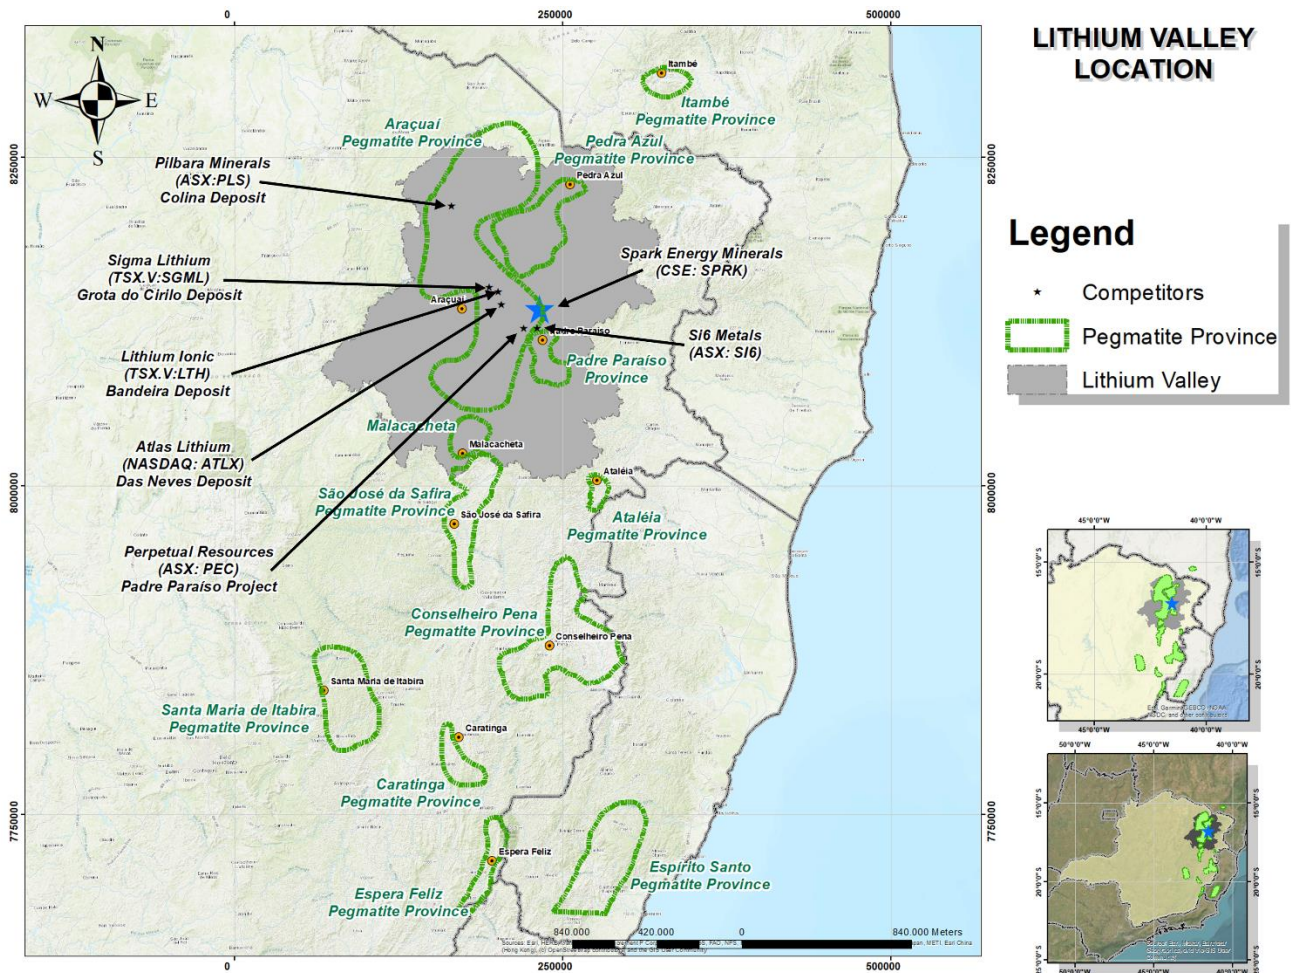 LITHIUM VALLEY
LOCATION
0
250000
500000
N
W
E
S
8250000
8250000
8000000
8000000
7750000
7750000
0
250000
500000
Itambé
Itambé
Pegmatite Province
Araçuaí
Pegmatite Province
Pedra Azul
Pegmatite Province
Pedra Azul
Pilbara Minerals
(ASX:PLS)
Colina Deposit
Spark Energy Minerals
(CSE: SPRK)
Sigma Lithium
(TSX.V:SGML)
Grota do Cirilo Deposit
Araçuaí
Si6 Metals
(ASX: SI6)
Padre Paraíso
Padre Paraíso
Province
Lithium Ionic
(TSX.V:LTH)
Bandeira Deposit
Malacacheta
Malacacheta
Atlas Lithium
(NASDAQ: ATLX)
Das Neves Deposit
São José da Safira
Pegmatite Province
São José da Safira
Ataléia
Ataléia
Pegmatite Province
Perpetual Resources
(ASX: PEC)
Padre Paraíso Project
Conselheiro Pena
Pegmatite Province
Conselheiro Pena
Santa Maria de Itabira
Santa Maria de Itabira
Pegmatite Province
Caratinga
Caratinga
Pegmatite Province
Espera Feliz
Espera Feliz
Pegmatite Province
Espírito Santo
Pegmatite Province
840.000
420.000
0
840.000 Meters
Legend
Competitors
Pegmatite Province
Lithium Valley
45°0'0"W
40°0'0"W
15°0'0"S
15°0'0"S
20°0'0"S
20°0'0"S
45°0'0"W
40°0'0"W
50°0'0"W
45°0'0"W
40°0'0"W
15°0'0"S
15°0'0"S
20°0'0"S
20°0'0"S
50°0'0"W
45°0'0"W
40°0'0"W